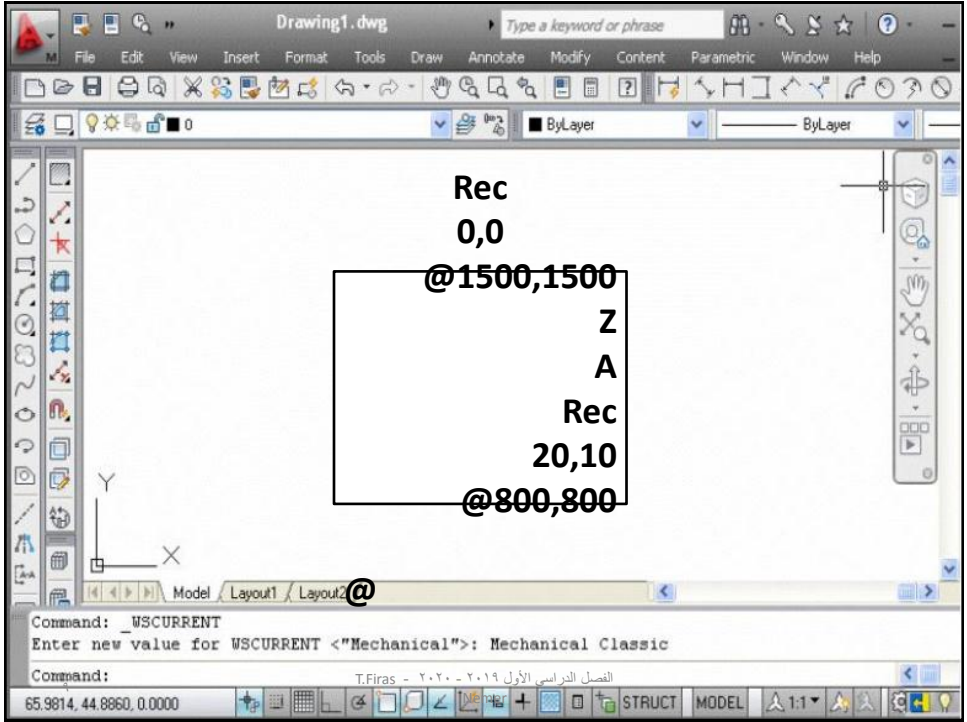 Drawing1.dwg
Type a keyword or phrase
File Edit View Insert Format Tools Draw Annotate Modify Content Parametric Window Help
0 ByLayer ByLayer
Rec
0,0
@1500,1500
Z
A
Rec
20,10
@800,800
Y
X
@
Model Layout1 Layout2
Command: _WSCURRENT
Enter new value for WSCURRENT <"Mechanical">: Mechanical Classic
Command:
T.Firas - الفصل الدراسي الأول ٢٠١٩ - ٢٠٢٠
65.9814, 44.8860, 0.0000 STRUCT MODEL 1:1